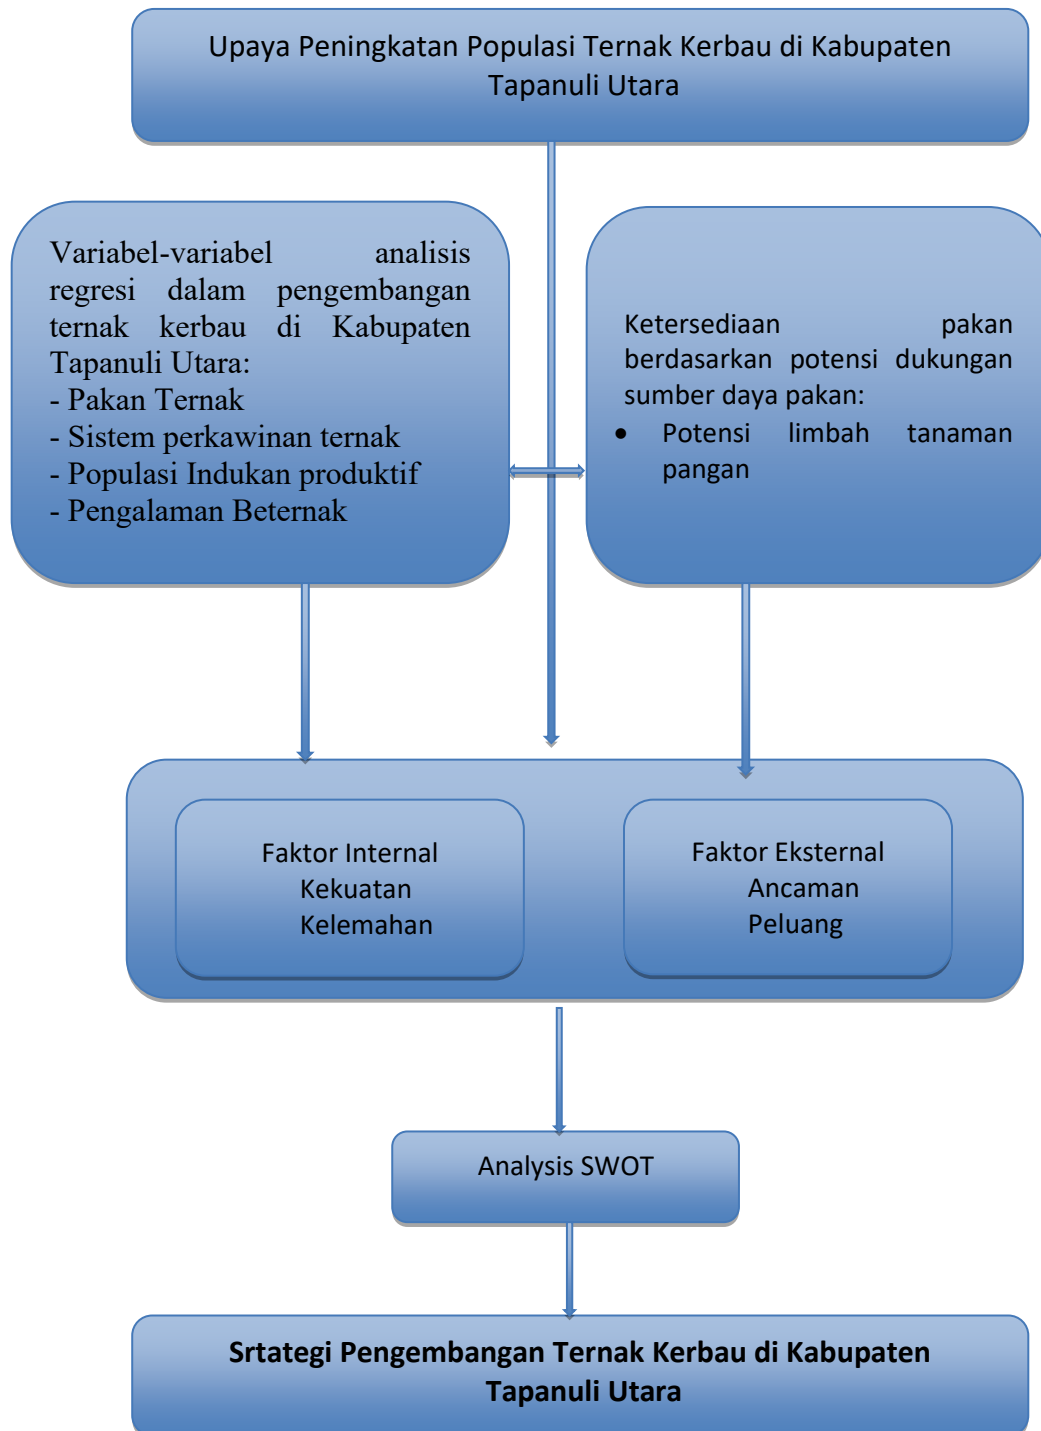 Upaya Peningkatan Populasi Ternak Kerbau di Kabupaten
Tapanuli Utara
Variabel-variabel analisis
regresi dalam pengembangan
ternak kerbau di Kabupaten
Tapanuli Utara:
- Pakan Ternak
- Sistem perkawinan ternak
- Populasi Indukan produktif
- Pengalaman Beternak
Ketersediaan pakan
berdasarkan potensi dukungan
sumber daya pakan:
• Potensi limbah tanaman
pangan
Faktor Internal
Kekuatan
Kelemahan
Faktor Eksternal
Ancaman
Peluang
Analysis SWOT
Srtategi Pengembangan Ternak Kerbau di Kabupaten
Tapanuli Utara